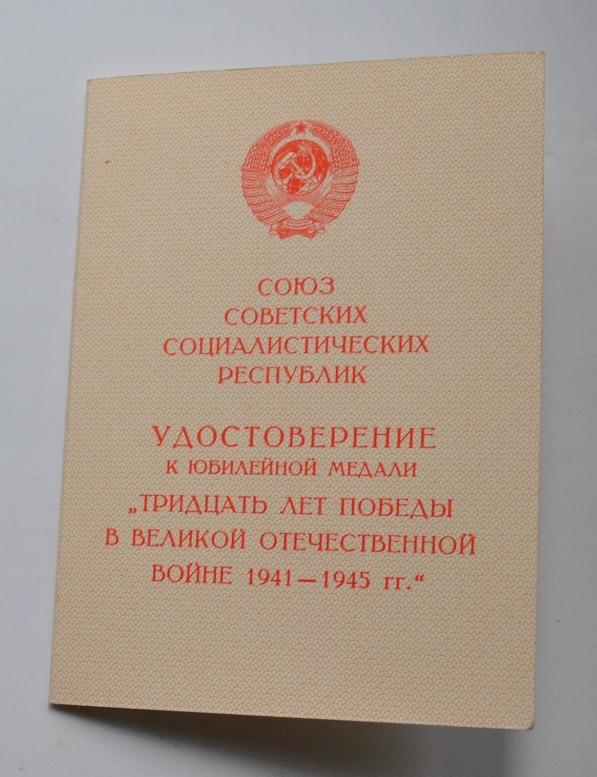 СОЮЗ
СОВЕТСКИХ
СОЦИАЛИСТИЧЕСКИХ
РЕСПУБЛИК
УДОСТОВЕРЕНИЕ
К ЮБИЛЕЙНОЙ МЕДАЛИ
„ТРИДЦАТЬ ЛЕТ ПОБЕДЫ
В ВЕЛИКОЙ ОТЕЧЕСТВЕННОЙ
ВОЙНЕ 1941—1945 гг.“